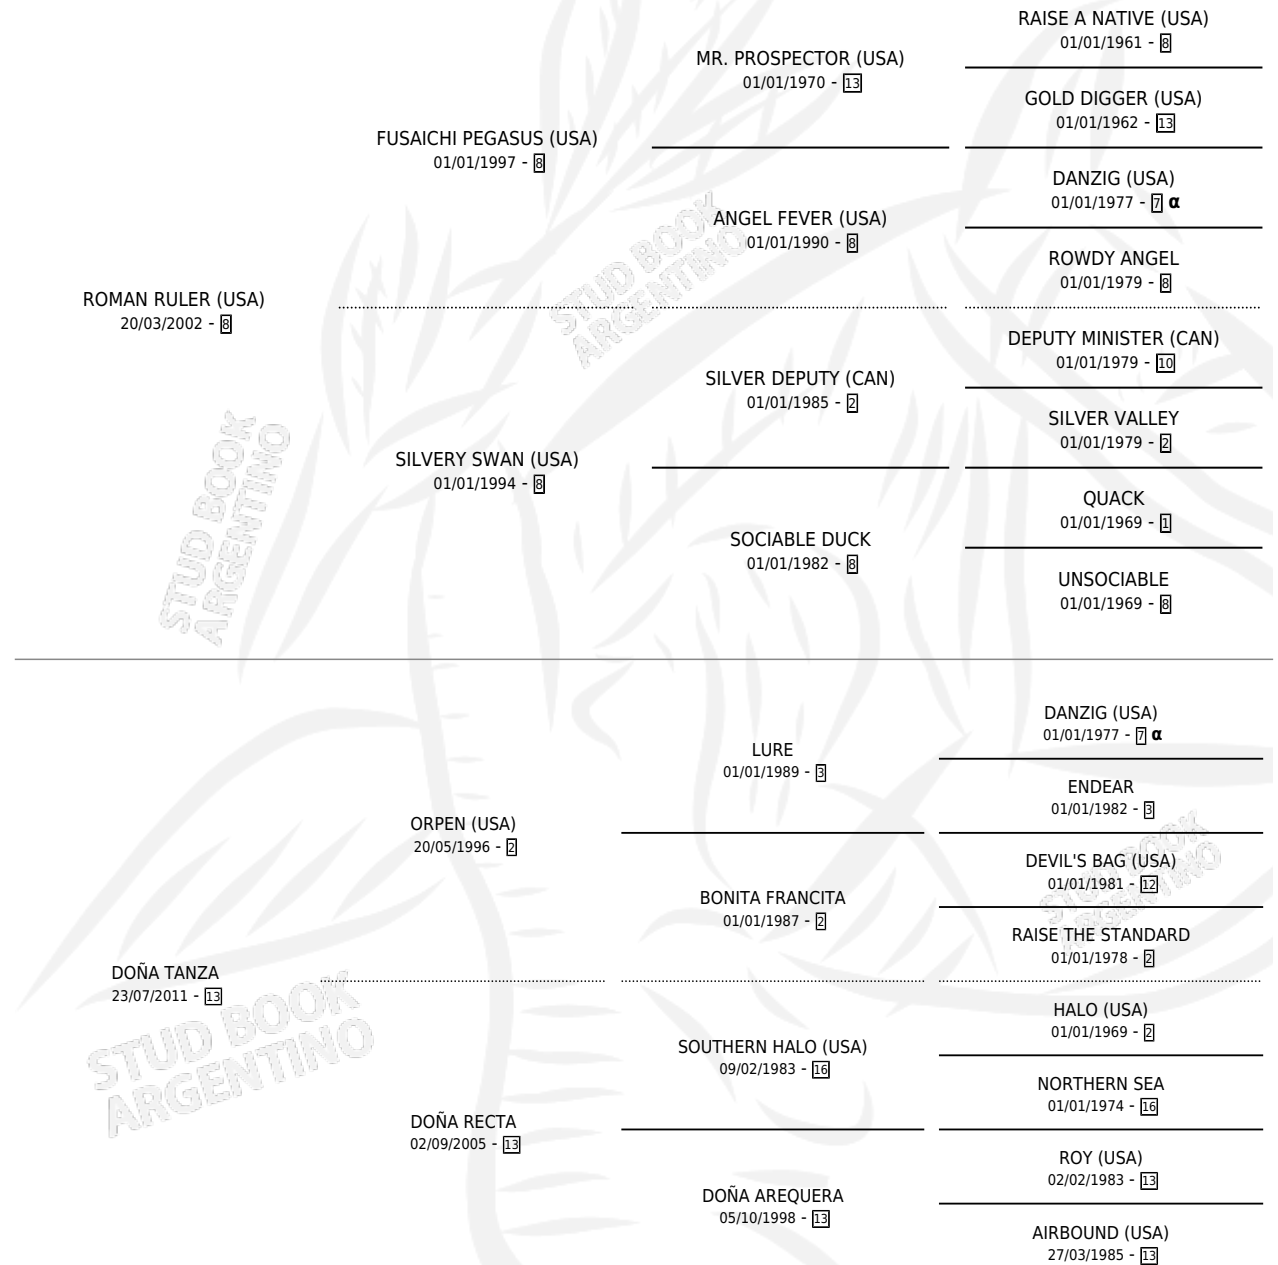 RAISE A NATIVE (USA)
01/01/1961 - 8
MR. PROSPECTOR (USA)
01/01/1970 - 13
GOLD DIGGER (USA)
01/01/1962 - 13
FUSAICHI PEGASUS (USA)
01/01/1997 - 8
DANZIG (USA)
01/01/1977 - 7 α
ANGEL FEVER (USA)
01/01/1990 - 8
ROWDY ANGEL
01/01/1979 - 8
ROMAN RULER (USA)
20/03/2002 - 8
DEPUTY MINISTER (CAN)
01/01/1979 - 10
SILVER DEPUTY (CAN)
01/01/1985 - 2
SILVER VALLEY
01/01/1979 - 2
SILVERY SWAN (USA)
01/01/1994 - 8
QUACK
01/01/1969 - 1
SOCIABLE DUCK
01/01/1982 - 8
UNSOCIABLE
01/01/1969 - 8
DANZIG (USA)
01/01/1977 - 7 α
LURE
01/01/1989 - 3
ENDEAR
01/01/1982 - 3
ORPEN (USA)
20/05/1996 - 2
DEVIL'S BAG (USA)
01/01/1981 - 12
BONITA FRANCITA
01/01/1987 - 2
RAISE THE STANDARD
01/01/1978 - 2
DOÑA TANZA
23/07/2011 - 13
HALO (USA)
01/01/1969 - 2
SOUTHERN HALO (USA)
09/02/1983 - 16
NORTHERN SEA
01/01/1974 - 16
DOÑA RECTA
02/09/2005 - 13
ROY (USA)
02/02/1983 - 13
DOÑA AREQUERA
05/10/1998 - 13
AIRBOUND (USA)
27/03/1985 - 13
STUD BOOK
ARGENTINO
STUD BOOK
ARGENTINO
STUD BOOK
ARGENTINO
STUD BOOK
ARGENTINO